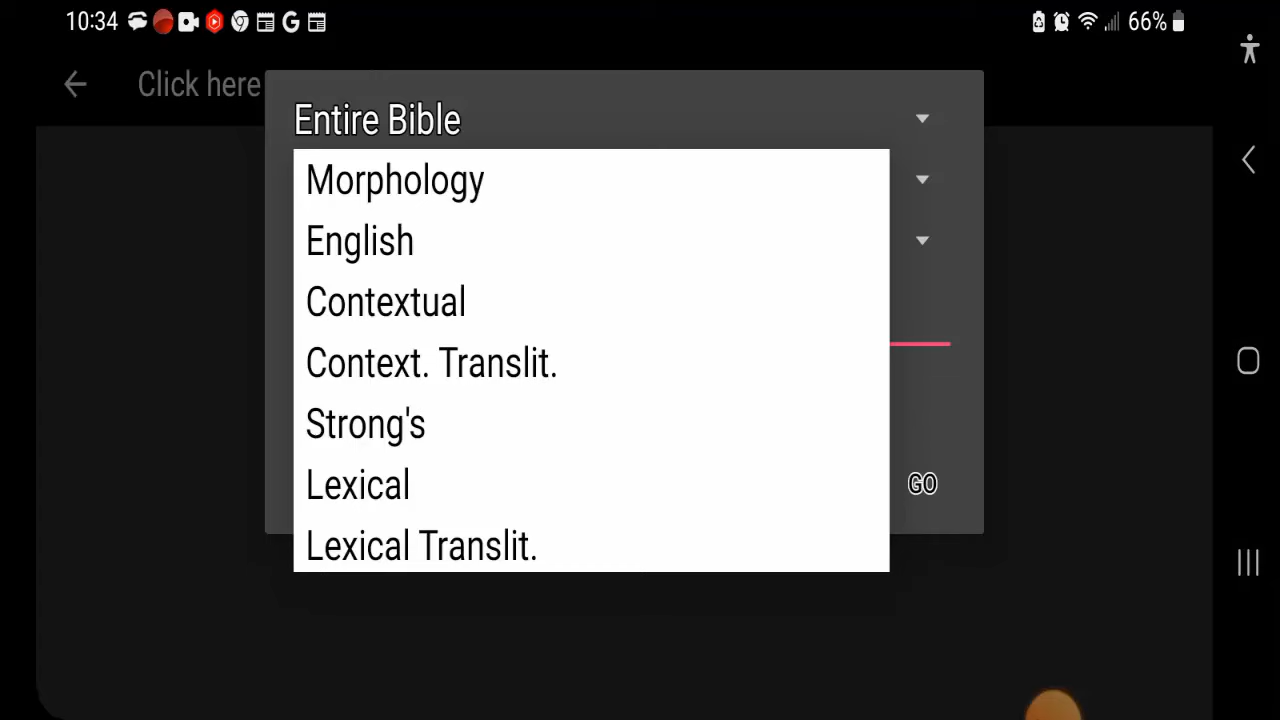 10:34
66%
Click here
Entire Bible
Morphology
English
Contextual
Context. Translit.
Strong's
Lexical
Lexical Translit.
GO